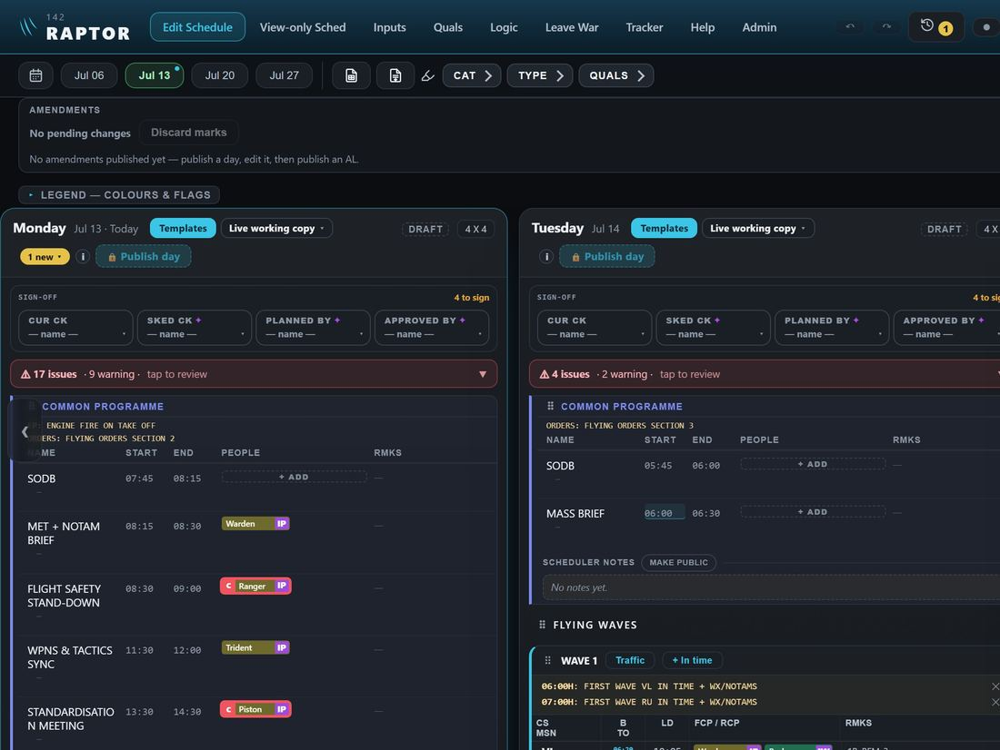 142
RAPTOR
Edit Schedule View-only Sched Inputs Quals Logic Leave War Tracker Help Admin 1
Jul 06 Jul 13 Jul 20 Jul 27 CAT TYPE QUALS
AMENDMENTS
No pending changes Discard marks
No amendments published yet — publish a day, edit it, then publish an AL.
LEGEND — COLOURS & FLAGS
Monday Jul 13 · Today Templates Live working copy DRAFT 4 X 4
1 new i Publish day
SIGN-OFF 4 to sign
CUR CK SKED CK PLANNED BY APPROVED BY
— name — — name — — name — — name —
17 issues · 9 warning · tap to review
COMMON PROGRAMME
ENGINE FIRE ON TAKE OFF
FLYING ORDERS SECTION 2
NAME START END PEOPLE RMKS
SODB 07:45 08:15 + ADD —
—
MET + NOTAM BRIEF 08:15 08:30 Warden IP —
—
FLIGHT SAFETY STAND-DOWN 08:30 09:00 C Ranger IP —
—
WPNS & TACTICS SYNC 11:30 12:00 Trident IP —
—
STANDARDISATIO
N MEETING 13:30 14:30 C Piston IP —
—
Tuesday Jul 14 Templates Live working copy DRAFT 4 X
i Publish day
SIGN-OFF 4 to sig
CUR CK SKED CK PLANNED BY APPROVED BY
— name — — name — — name — — name —
4 issues · 2 warning · tap to review
COMMON PROGRAMME
ORDERS: FLYING ORDERS SECTION 3
NAME START END PEOPLE RMKS
SODB 05:45 06:00 + ADD —
—
MASS BRIEF 06:00 06:30 + ADD —
—
SCHEDULER NOTES MAKE PUBLIC
No notes yet.
FLYING WAVES
WAVE 1 Traffic + In time
06:00H: FIRST WAVE VL IN TIME + WX/NOTAMS
07:00H: FIRST WAVE RU IN TIME + WX/NOTAMS
CS B LD FCP / RCP RMKS
MSN TO